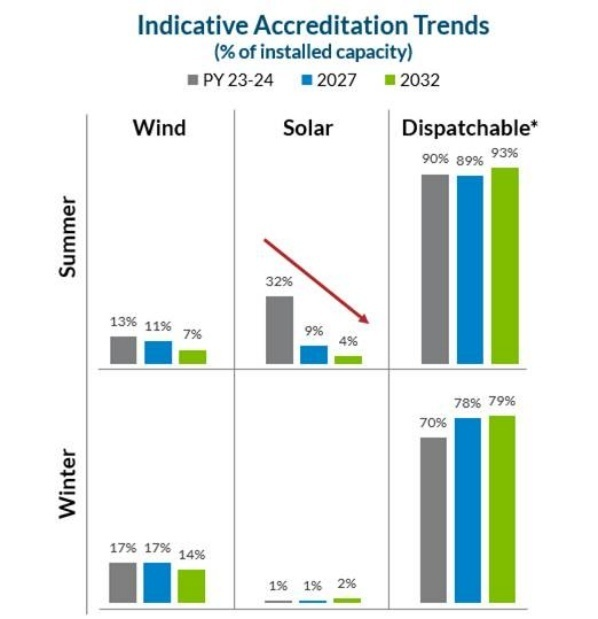 Indicative Accreditation Trends
(% of installed capacity)
PY 23-24 2027 2032
Wind Solar Dispatchable*
Summer
13% 11% 7%
32% 9% 4%
90% 89% 93%
Winter
17% 17% 14%
1% 1% 2%
70% 78% 79%